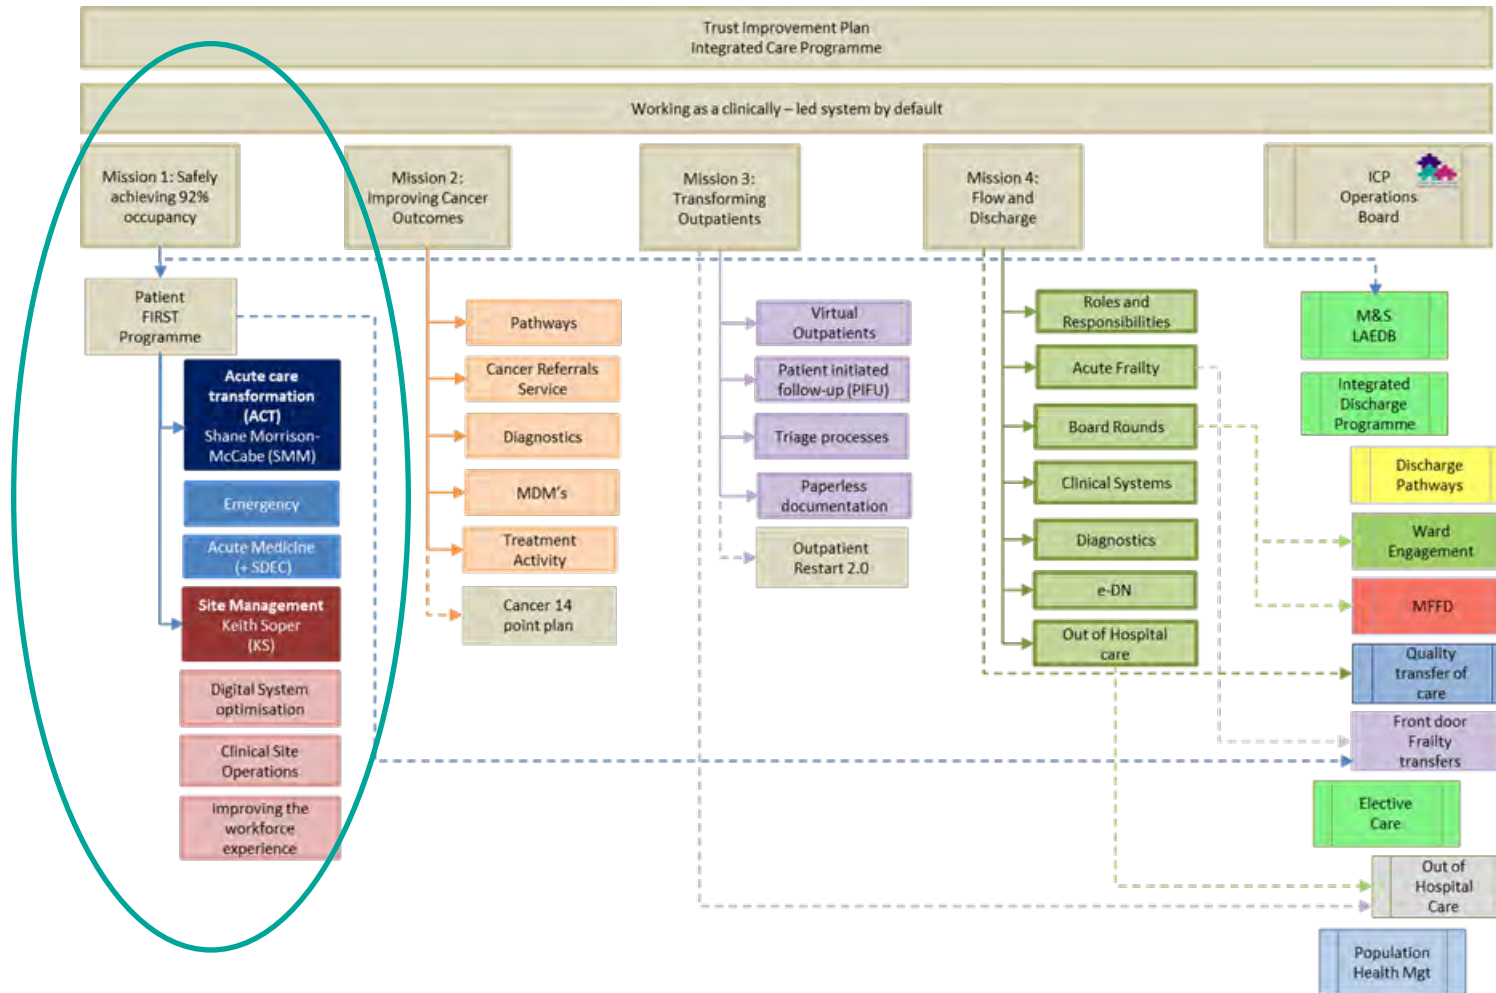 Trust Improvement Plan
Integrated Care Programme
Working as a clinically – led system by default
Mission 1: Safely
achieving 92%
occupancy
Mission 2:
Improving Cancer
Outcomes
Mission 3:
Transforming
Outpatients
Mission 4:
Flow and
Discharge
ICP
Operations
Board
Patient
FIRST
Programme
Acute care
transformation
(ACT)
Shane Morrison-
McCabe (SMM)
Emergency
Acute Medicine
(+ SDEC)
Site Management
Keith Soper
(KS)
Digital System
optimisation
Clinical Site
Operations
Improving the
workforce
experience
Pathways
Cancer Referrals
Service
Diagnostics
MDM's
Treatment
Activity
Cancer 14
point plan
Virtual
Outpatients
Patient initiated
follow-up (PIFU)
Triage processes
Paperless
documentation
Outpatient
Restart 2.0
Roles and
Responsibilities
Acute Frailty
Board Rounds
Clinical Systems
Diagnostics
e-DN
Out of Hospital
care
M&S
LAEDB
Integrated
Discharge
Programme
Discharge
Pathways
Ward
Engagement
MFFD
Quality
transfer of
care
Front door
Frailty
transfers
Elective
Care
Out of
Hospital
Care
Population
Health Mgt